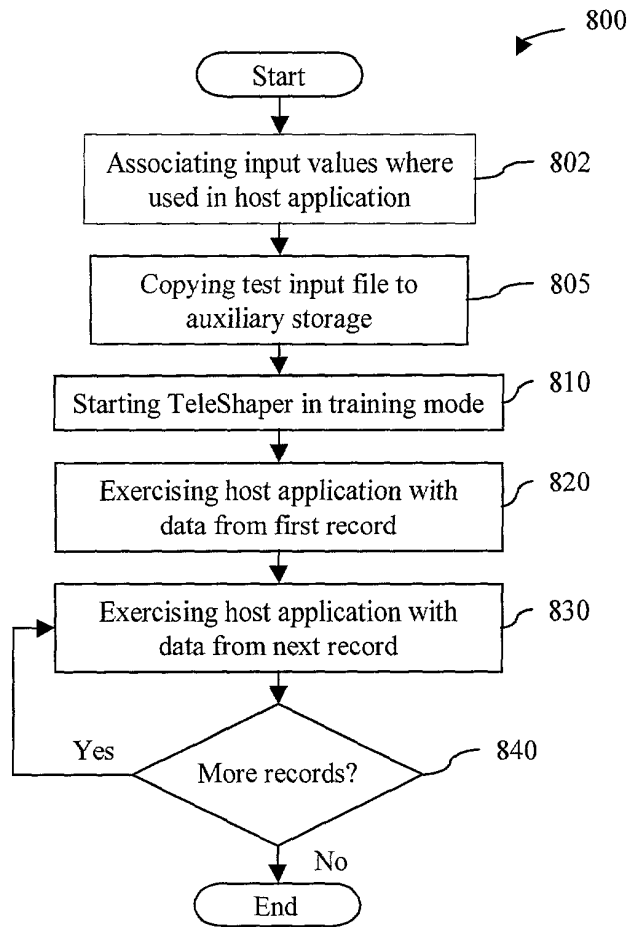 800
Start
Associating input values where
used in host application
802
Copying test input file to
auxiliary storage
805
Starting TeleShaper in training mode
810
Exercising host application with
data from first record
820
Exercising host application with
data from next record
830
Yes
More records?
840
No
End